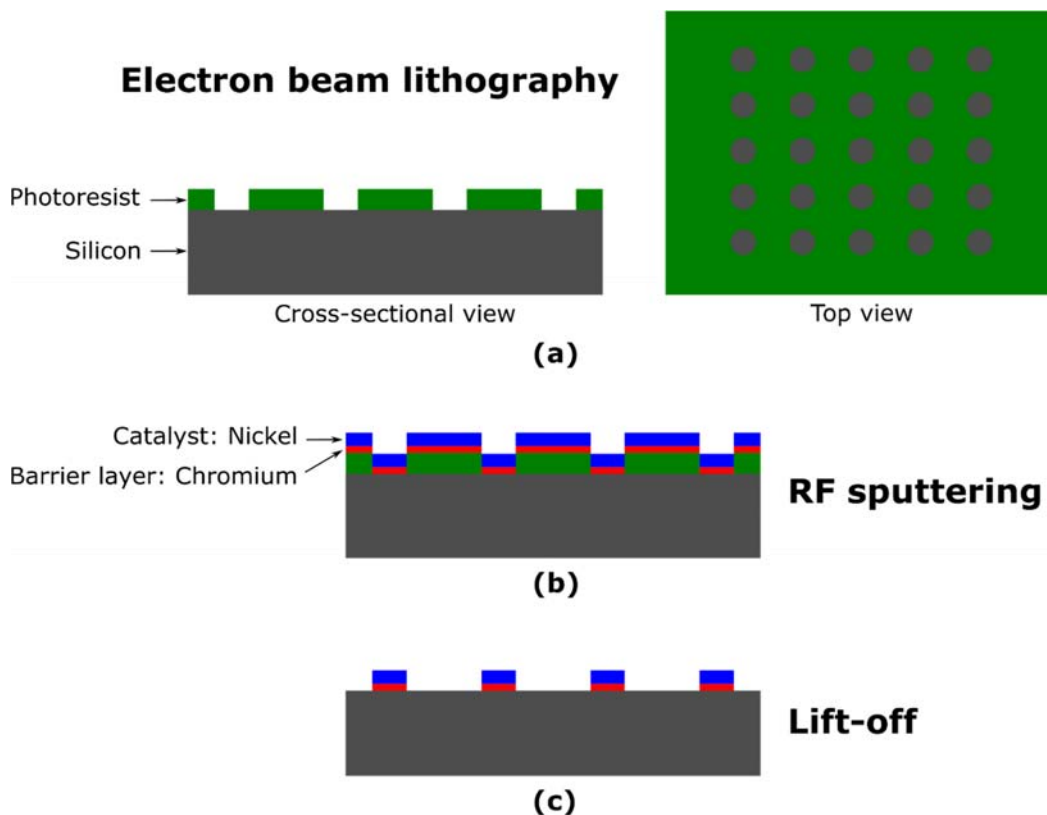 Electron beam lithography
Photoresist
Silicon
Cross-sectional view
Top view
(a)
Catalyst: Nickel
Barrier layer: Chromium
RF sputtering
(b)
Lift-off
(c)